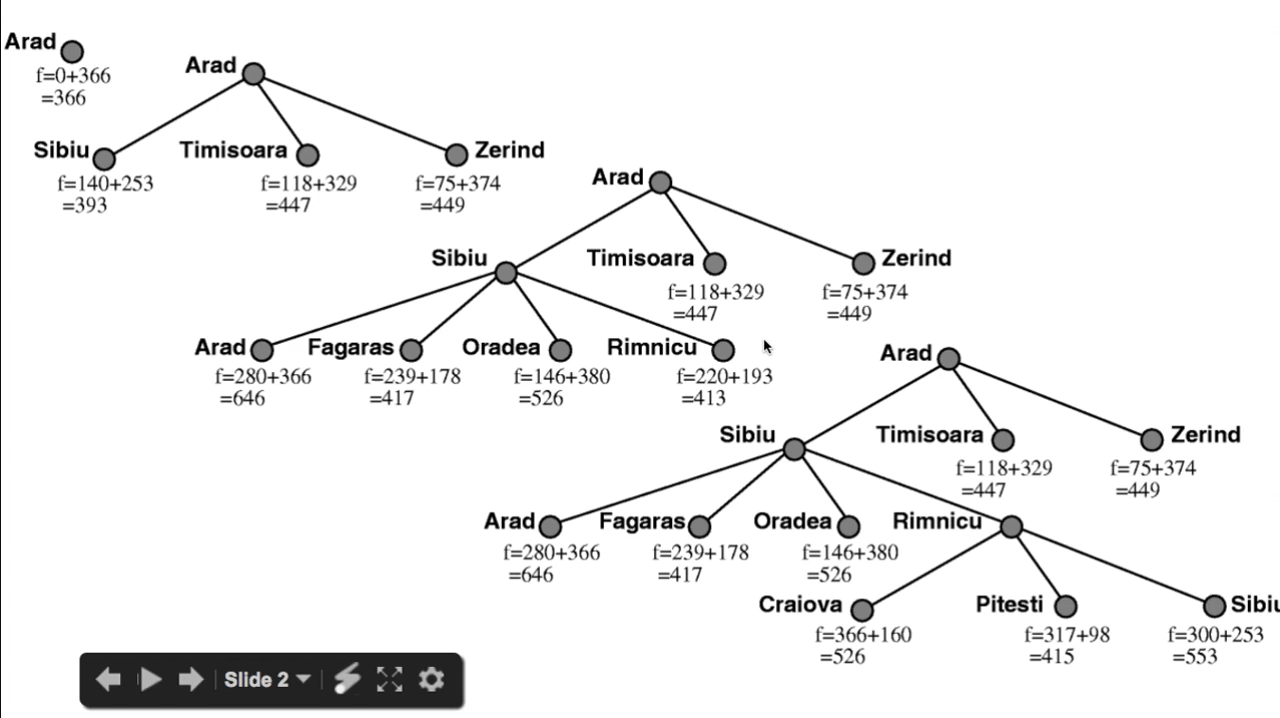 Arad
f=0+366
=366
Arad
Sibiu
Timisoara
Zerind
f=140+253
=393
f=118+329
=447
f=75+374
=449
Arad
Sibiu
Timisoara
Zerind
f=118+329
=447
f=75+374
=449
Arad
Fagaras
Oradea
Rimnicu
f=280+366
=646
f=239+178
=417
f=146+380
=526
f=220+193
=413
Arad
Sibiu
Timisoara
Zerind
f=118+329
=447
f=75+374
=449
Arad
Fagaras
Oradea
Rimnicu
f=280+366
=646
f=239+178
=417
f=146+380
=526
Craiova
Pitesti
Sibiu
f=366+160
=526
f=317+98
=415
f=300+253
=553
Slide 2